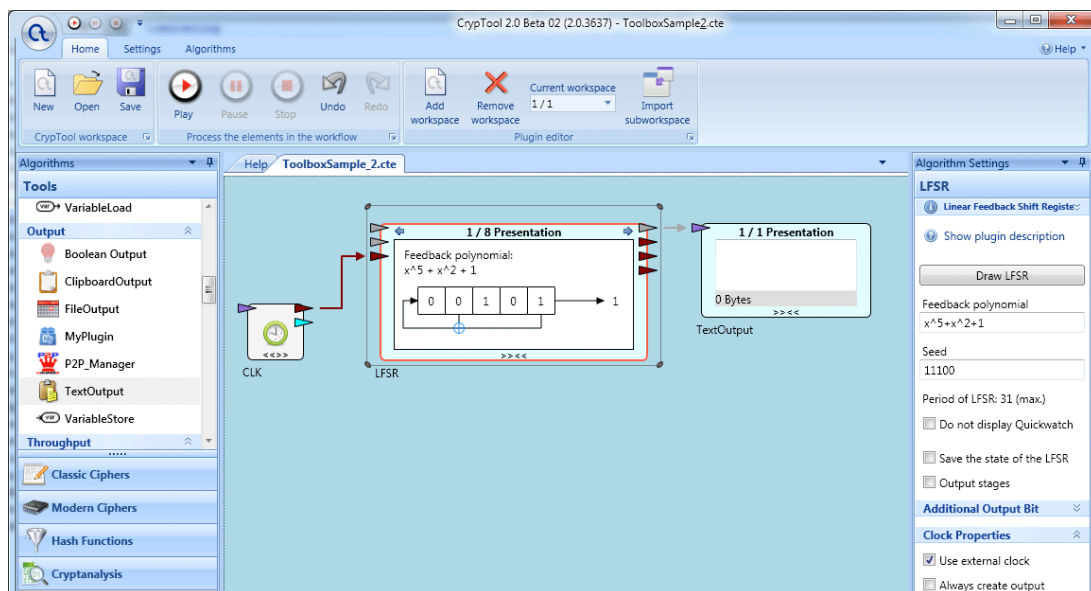 CrypTool 2.0 Beta 02 (2.0.3637) - ToolboxSample2.cte
Home Settings Algorithms Help
New Open Save Play Pause Stop Undo Redo Add workspace Remove workspace Current workspace 1 / 1 Import subworkspace
CrypTool workspace Process the elements in the workflow Plugin editor
Algorithms
Tools
var VariableLoad
Output
Boolean Output
ClipboardOutput
FileOutput
MyPlugin
P2P_Manager
TextOutput
var VariableStore
Throughput
Classic Ciphers
Modern Ciphers
Hash Functions
Cryptanalysis
Help ToolboxSample_2.cte
<<>>
CLK
1 / 8 Presentation
Feedback polynomial:
x^5 + x^2 + 1
0 0 1 0 1 1
>><<
LFSR
1 / 1 Presentation
0 Bytes
>><<
TextOutput
Algorithm Settings
LFSR
Linear Feedback Shift Register
Show plugin description
Draw LFSR
Feedback polynomial
x^5+x^2+1
Seed
11100
Period of LFSR: 31 (max.)
Do not display Quickwatch
Save the state of the LFSR
Output stages
Additional Output Bit
Clock Properties
Use external clock
Always create output